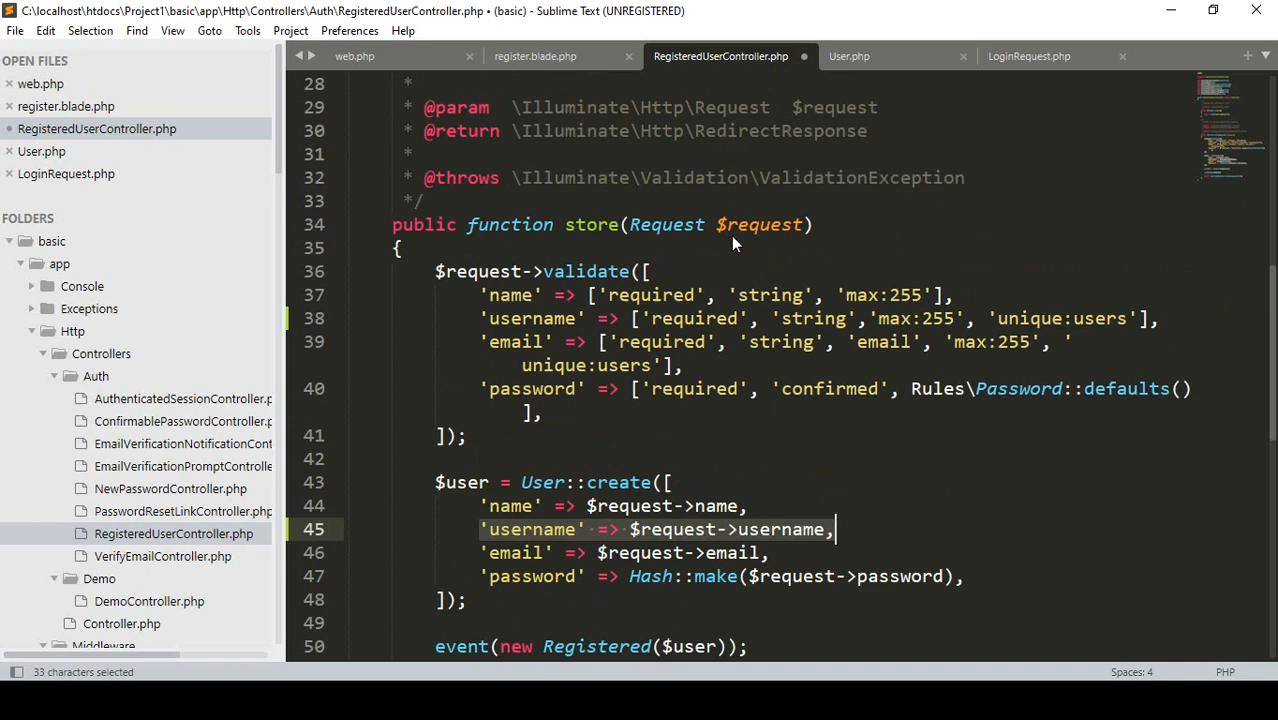 C:\localhost\htdocs\Project1\basic\app\Http\Controllers\Auth\RegisteredUserController.php • (basic) - Sublime Text (UNREGISTERED)
File Edit Selection Find View Goto Tools Project Preferences Help
OPEN FILES
web.php
register.blade.php
RegisteredUserController.php
User.php
LoginRequest.php
FOLDERS
basic
app
Console
Exceptions
Http
Controllers
Auth
AuthenticatedSessionController.p
ConfirmablePasswordController.
EmailVerificationNotificationCont
EmailVerificationPromptControlle
NewPasswordController.php
PasswordResetLinkController.php
RegisteredUserController.php
VerifyEmailController.php
Demo
DemoController.php
Controller.php
Middleware
web.php register.blade.php RegisteredUserController.php User.php LoginRequest.php
28 *
29 * @param \Illuminate\Http\Request $request
30 * @return \Illuminate\Http\RedirectResponse
31 *
32 * @throws \Illuminate\Validation\ValidationException
33 */
34 public function store(Request $request)
35 {
36 $request->validate([
37 'name' => ['required', 'string', 'max:255'],
38 'username' => ['required', 'string','max:255', 'unique:users'],
39 'email' => ['required', 'string', 'email', 'max:255', '
unique:users'],
40 'password' => ['required', 'confirmed', Rules\Password::defaults()
],
41 ]);
42
43 $user = User::create([
44 'name' => $request->name,
45 'username' => $request->username,
46 'email' => $request->email,
47 'password' => Hash::make($request->password),
48 ]);
50 event(new Registered($user));
33 characters selected Spaces: 4 PHP